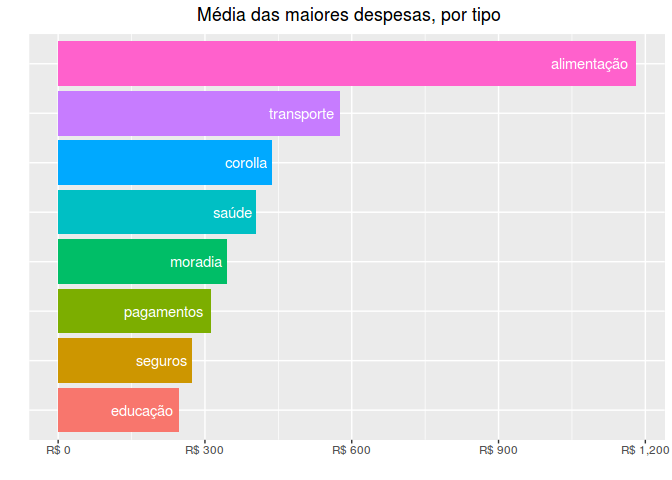 Média das maiores despesas, por tipo
alimentação
transporte
corolla
saúde
moradia
pagamentos
seguros
educação
R$ 0 R$ 300 R$ 600 R$ 900 R$ 1,200